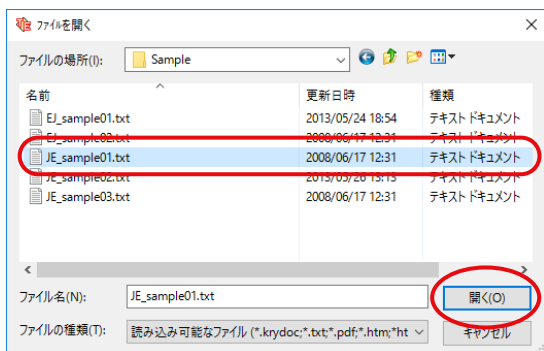 ファイルを開く
ファイルの場所(I): Sample
名前 更新日時 種類
EJ_sample01.txt 2013/05/24 18:54 テキスト ドキュメント
EJ_sample02.txt 2008/06/17 12:31 テキスト ドキュメント
JE_sample01.txt 2008/06/17 12:31 テキスト ドキュメント
JE_sample02.txt 2013/05/26 15:15 テキスト ドキュメント
JE_sample03.txt 2008/06/17 12:31 テキスト ドキュメント
ファイル名(N): JE_sample01.txt 開く(O)
ファイルの種類(T): 読み込み可能なファイル (*.krydoc;*.txt;*.pdf;*.htm;*ht キャンセル